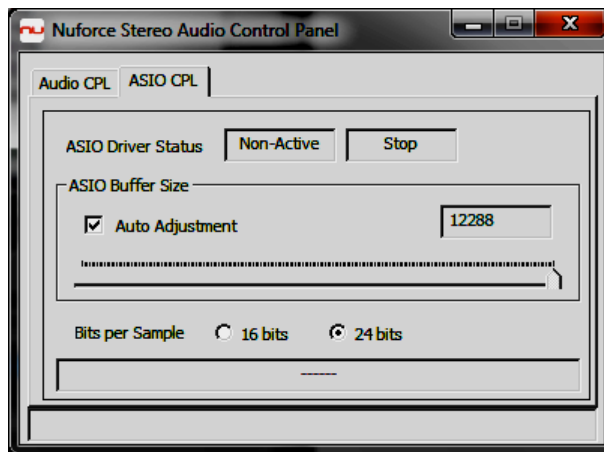 nu Nuforce Stereo Audio Control Panel
Audio CPL ASIO CPL
ASIO Driver Status Non-Active Stop
ASIO Buffer Size
Auto Adjustment 12288
Bits per Sample 16 bits 24 bits
------